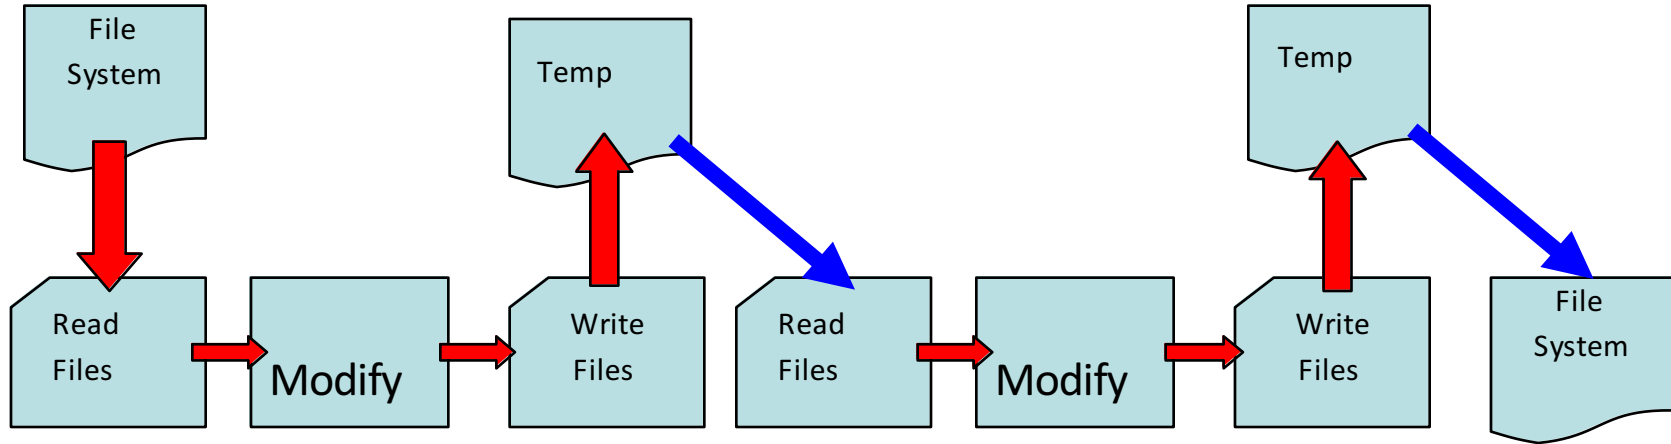 File
System
Temp
Temp
Read
Files
Modify
Write
Files
Read
Files
Modify
Write
Files
File
System